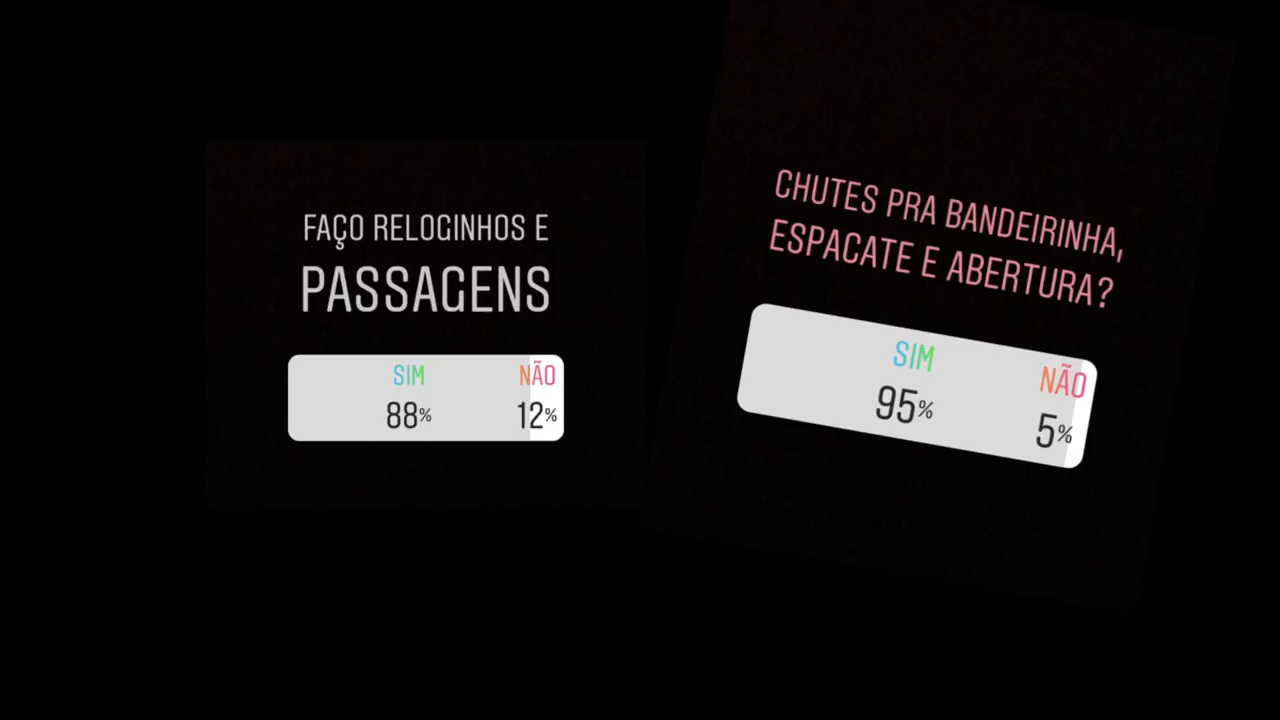 FAÇO RELOGINHOS E
PASSAGENS
SIM NÃO
88% 12%
CHUTES PRA BANDEIRINHA,
ESPACATE E ABERTURA?
SIM NÃO
95% 5%